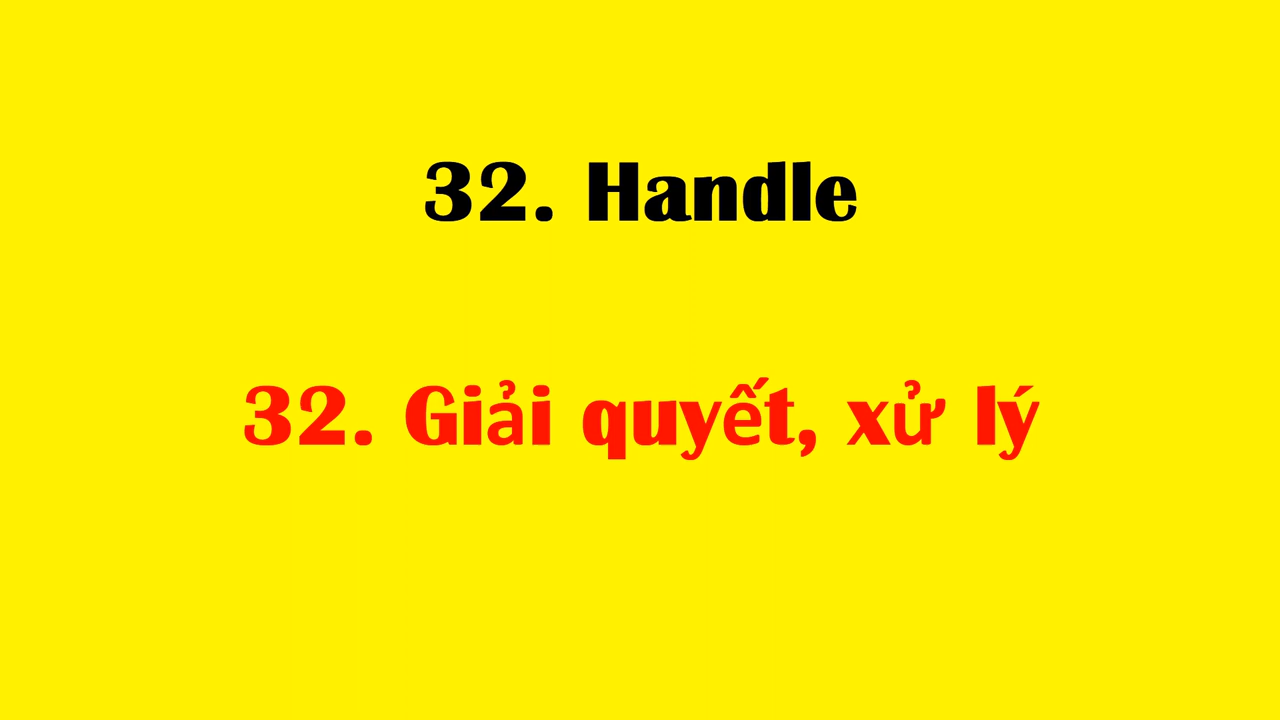 32. Handle
32. Giải quyết, xử lý